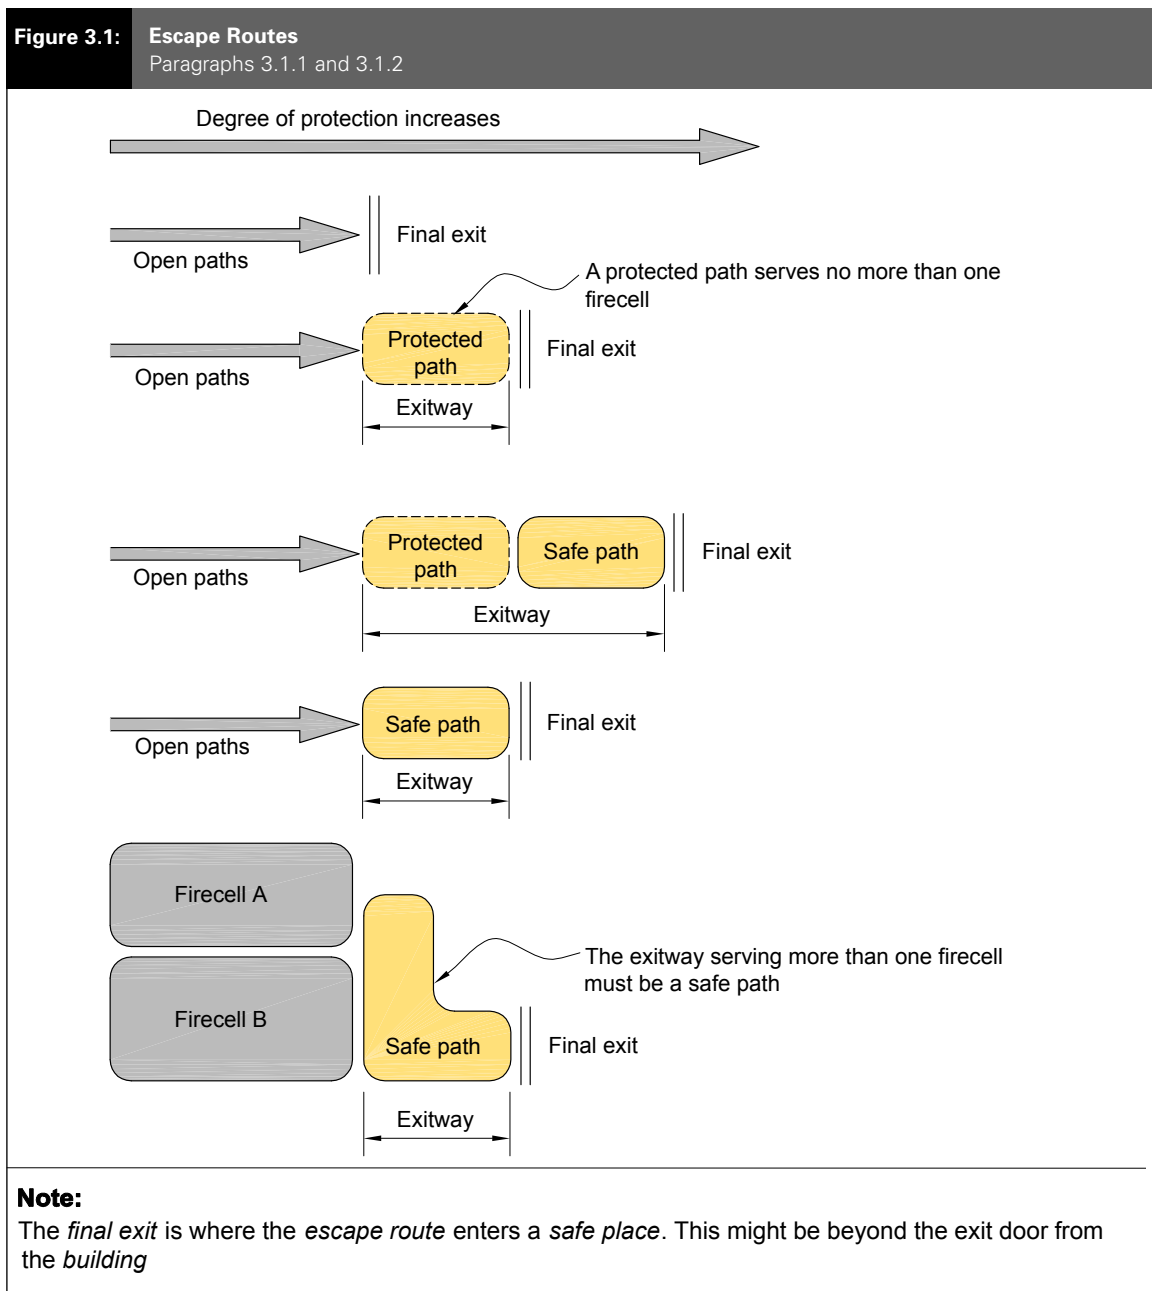 Figure 3.1:
Escape Routes
Paragraphs 3.1.1 and 3.1.2
Degree of protection increases
Open paths
Final exit
A protected path serves no more than one
firecell
Open paths
Protected
path
Final exit
Exitway
Open paths
Protected
path
Safe path
Final exit
Exitway
Open paths
Safe path
Final exit
Exitway
Firecell A
Firecell B
The exitway serving more than one firecell
must be a safe path
Safe path
Final exit
Exitway
Note:
The final exit is where the escape route enters a safe place. This might be beyond the exit door from
the building